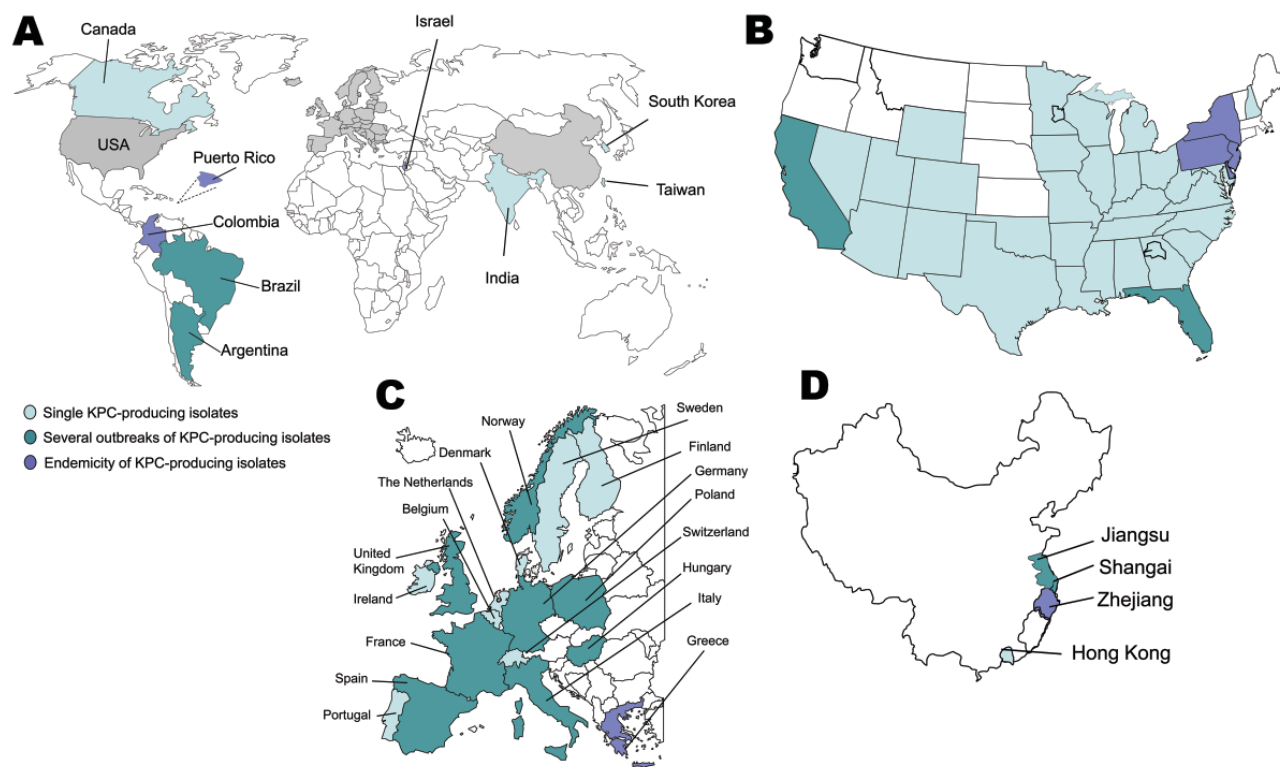 A
Canada
Israel
South Korea
USA
Puerto Rico
Taiwan
Colombia
India
Brazil
Argentina
B
Single KPC-producing isolates
Several outbreaks of KPC-producing isolates
Endemicity of KPC-producing isolates
C
Sweden
Norway
Finland
Denmark
Germany
The Netherlands
Poland
Belgium
Switzerland
United
Kingdom
Hungary
Ireland
Italy
France
Greece
Spain
Portugal
D
Jiangsu
Shangai
Zhejiang
Hong Kong